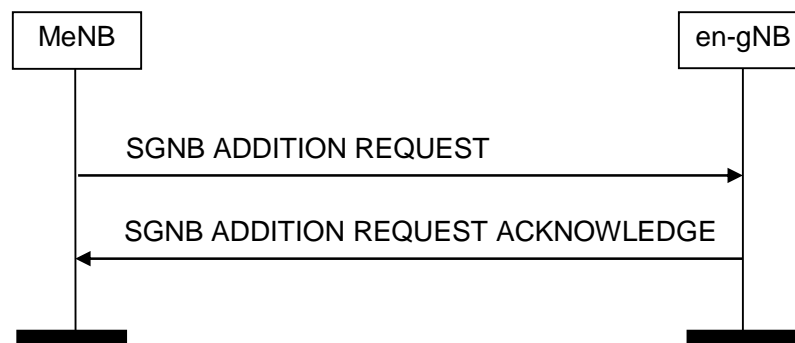 MeNB
en-gNB
SGNB ADDITION REQUEST
SGNB ADDITION REQUEST ACKNOWLEDGE